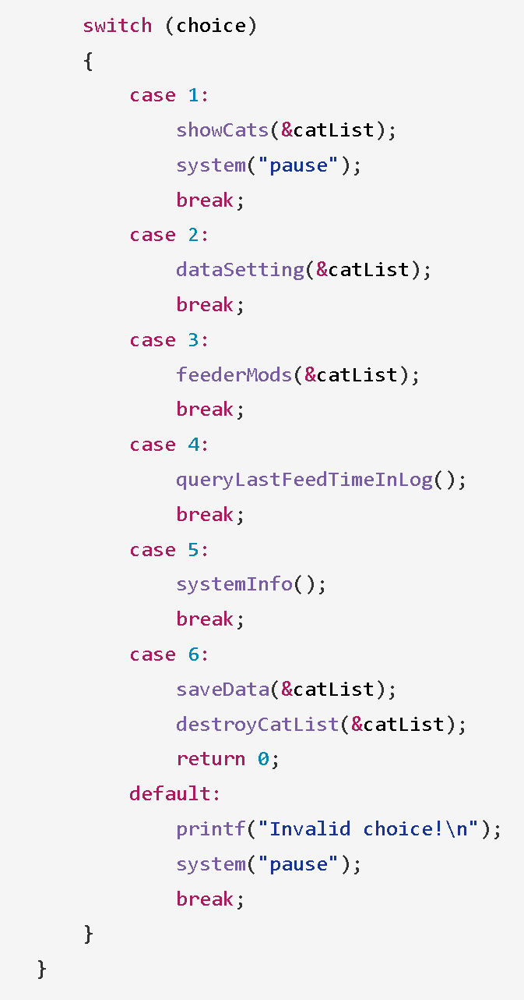 switch (choice)
{
case 1:
showCats(&catList);
system("pause");
break;
case 2:
dataSetting(&catList);
break;
case 3:
feederMods(&catList);
break;
case 4:
queryLastFeedTimeInLog();
break;
case 5:
systemInfo();
break;
case 6:
saveData(&catList);
destroyCatList(&catList);
return 0;
default:
printf("Invalid choice!\n");
system("pause");
break;
}
}